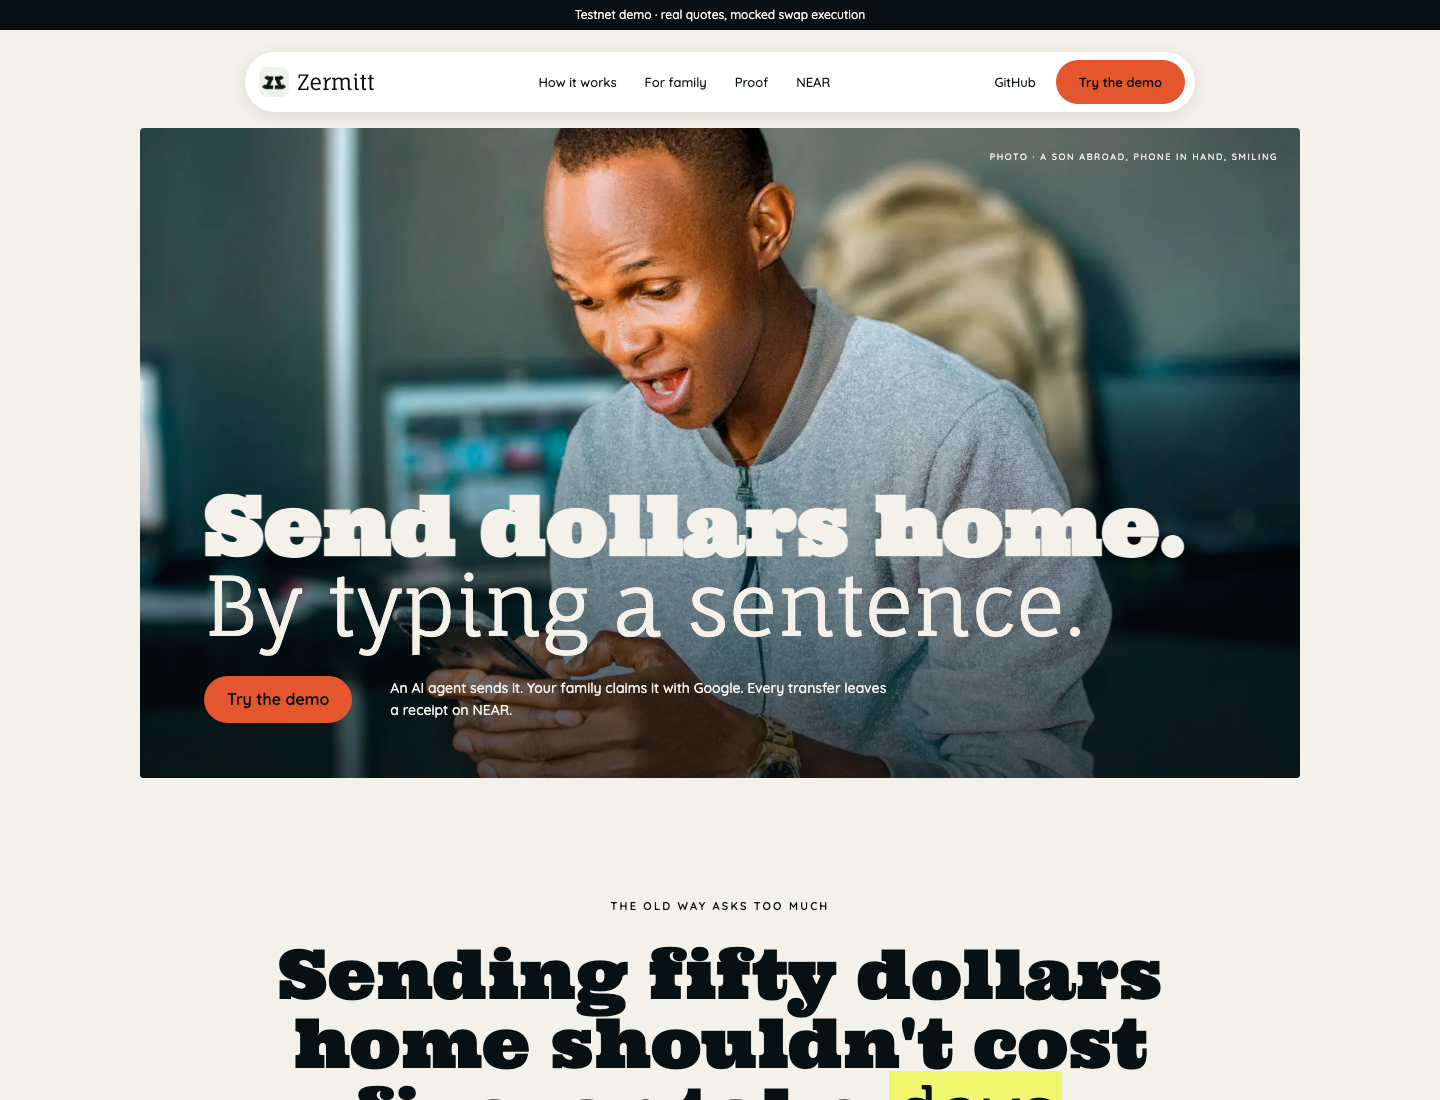 Testnet demo · real quotes, mocked swap execution
Zermitt
How it works
For family
Proof
NEAR
GitHub
Try the demo
PHOTO · A SON ABROAD, PHONE IN HAND, SMILING
Send dollars home.
By typing a sentence.
Try the demo
An AI agent sends it. Your family claims it with Google. Every transfer leaves
a receipt on NEAR.
THE OLD WAY ASKS TOO MUCH
Sending fifty dollars
home shouldn't cost